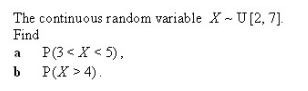 The continuous random variable X ~ U[2, 7].
Find
a P(3 < X < 5),
b P(X > 4).